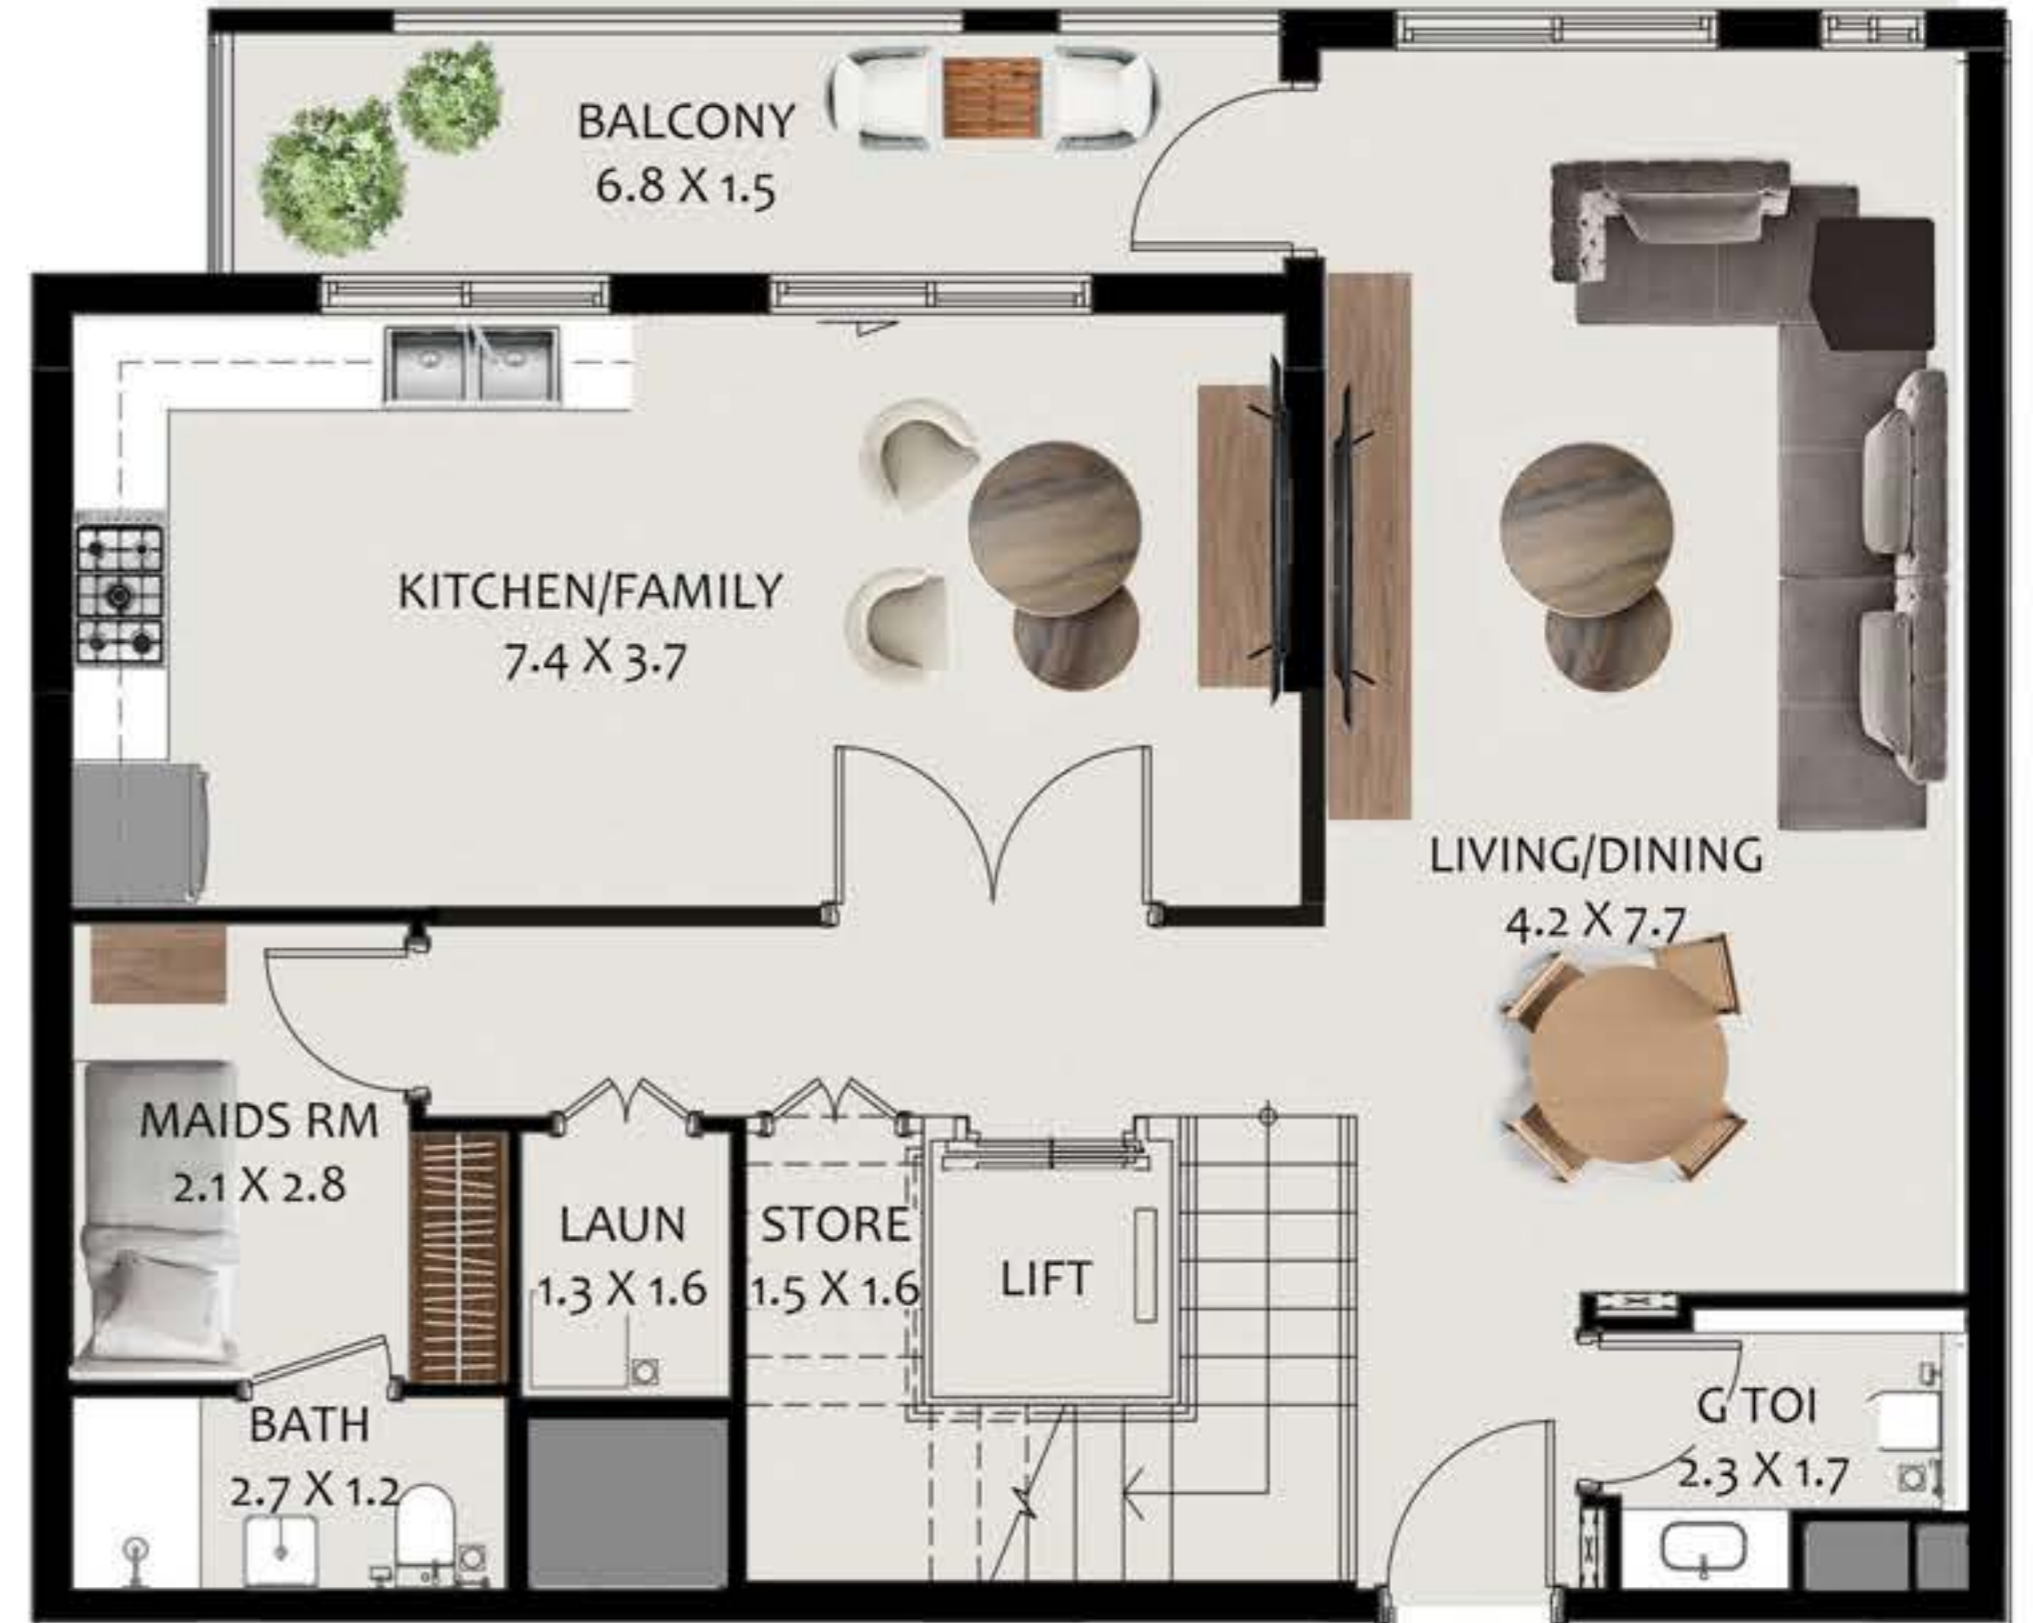 BALCONY
6.8 X 1.5
KITCHEN/FAMILY
7.4 X 3.7
LIVING/DINING
4.2 X 7.7
MAIDS RM
2.1 X 2.8
LAUN
1.3 X 1.6
STORE
1.5 X 1.6
LIFT
BATH
2.7 X 1.2
G TOI
2.3 X 1.7